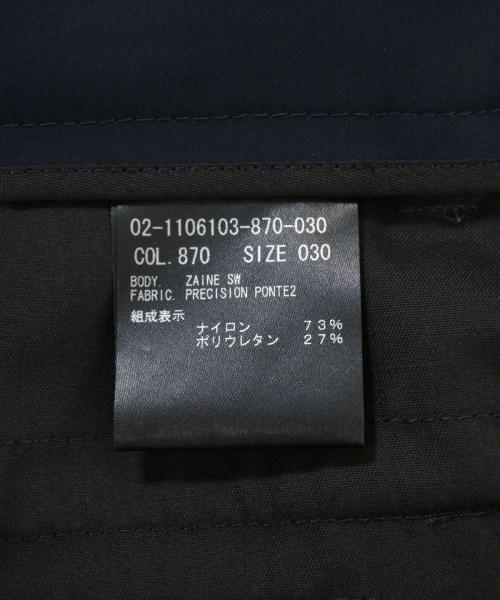 02-1106103-870-030
COL.870 SIZE 030
BODY. ZAINE SW
FABRIC. PRECISION PONTE2
組成表示
ナイロン 73%
ポリウレタン 27%